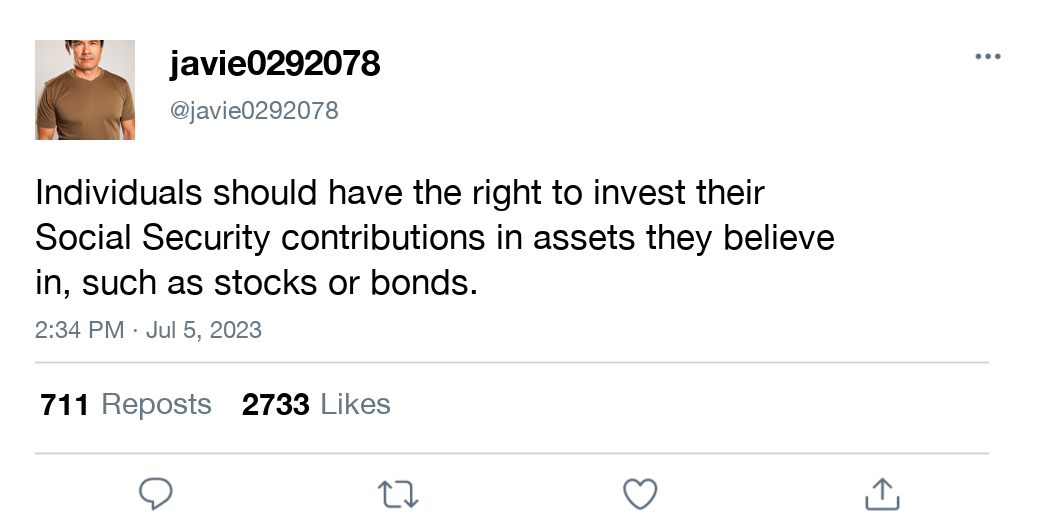 javie0292078
@javie0292078
Individuals should have the right to invest their
Social Security contributions in assets they believe
in, such as stocks or bonds.
2:34 PM · Jul 5, 2023
711 Reposts 2733 Likes